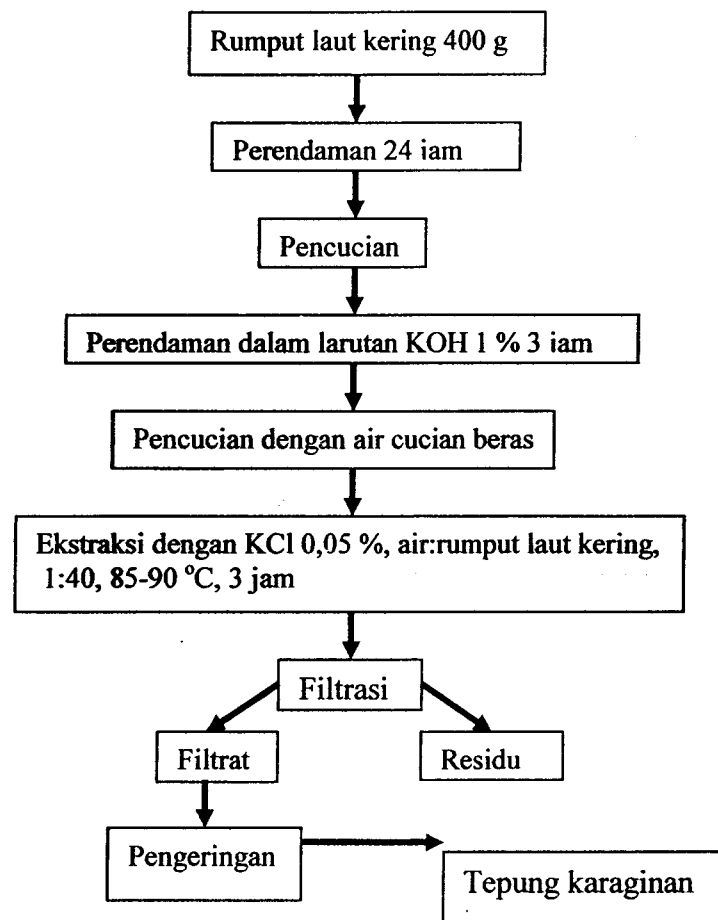 Rumput laut kering 400 g
Perendaman 24 iam
Pencucian
Perendaman dalam larutan KOH 1 % 3 iam
Pencucian dengan air cucian beras
Ekstraksi dengan KCl 0,05 %, air:rumput laut kering,
1:40, 85-90 °C, 3 jam
Filtrasi
Filtrat
Residu
Pengeringan
Tepung karaginan